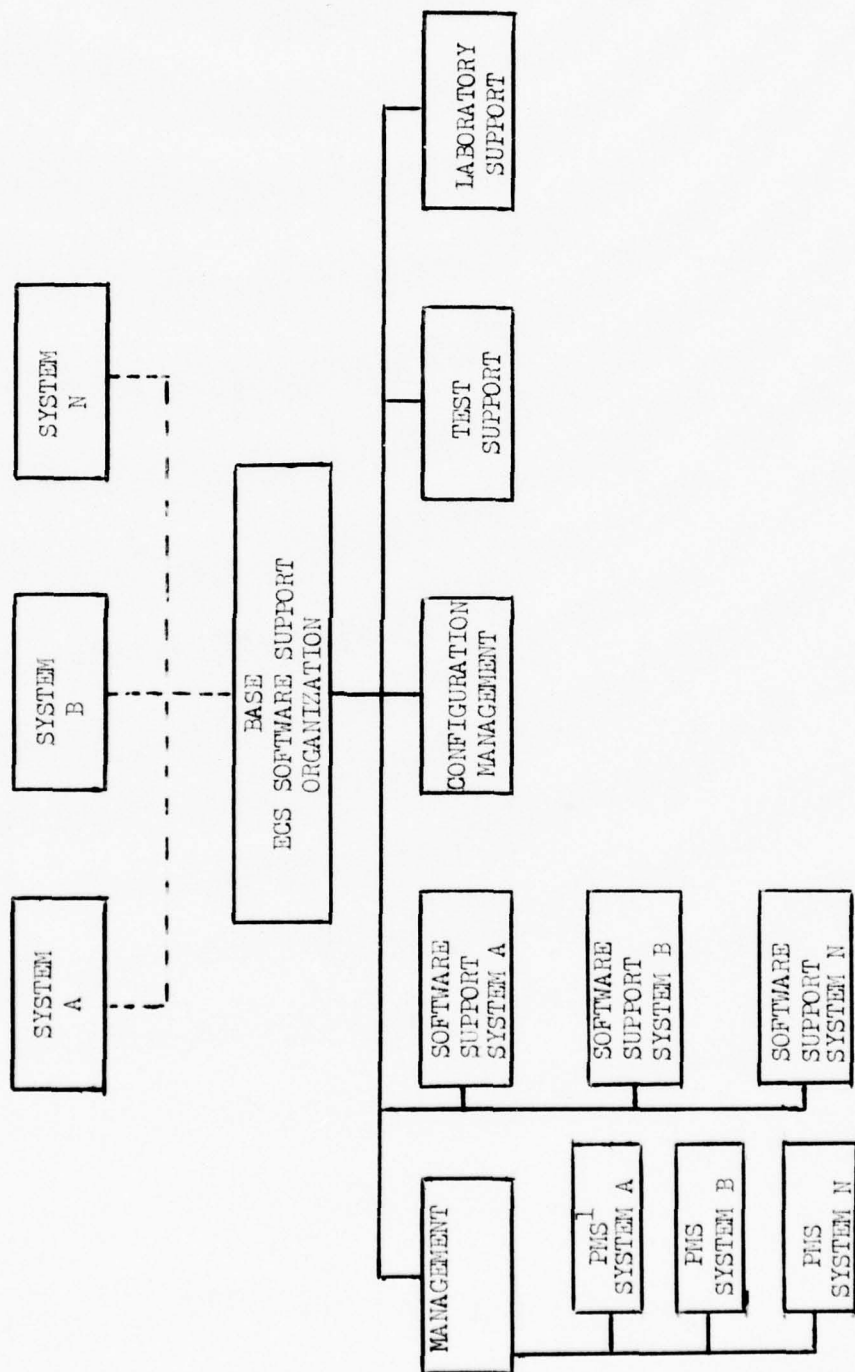 SYSTEM
A
SYSTEM
B
SYSTEM
N
BASE
ECS SOFTWARE SUPPORT
ORGANIZATION
MANAGEMENT
PMS¹
SYSTEM A
PMS
SYSTEM B
PMS
SYSTEM N
SOFTWARE
SUPPORT
SYSTEM A
SOFTWARE
SUPPORT
SYSTEM B
SOFTWARE
SUPPORT
SYSTEM N
CONFIGURATION
MANAGEMENT
TEST
SUPPORT
LABORATORY
SUPPORT